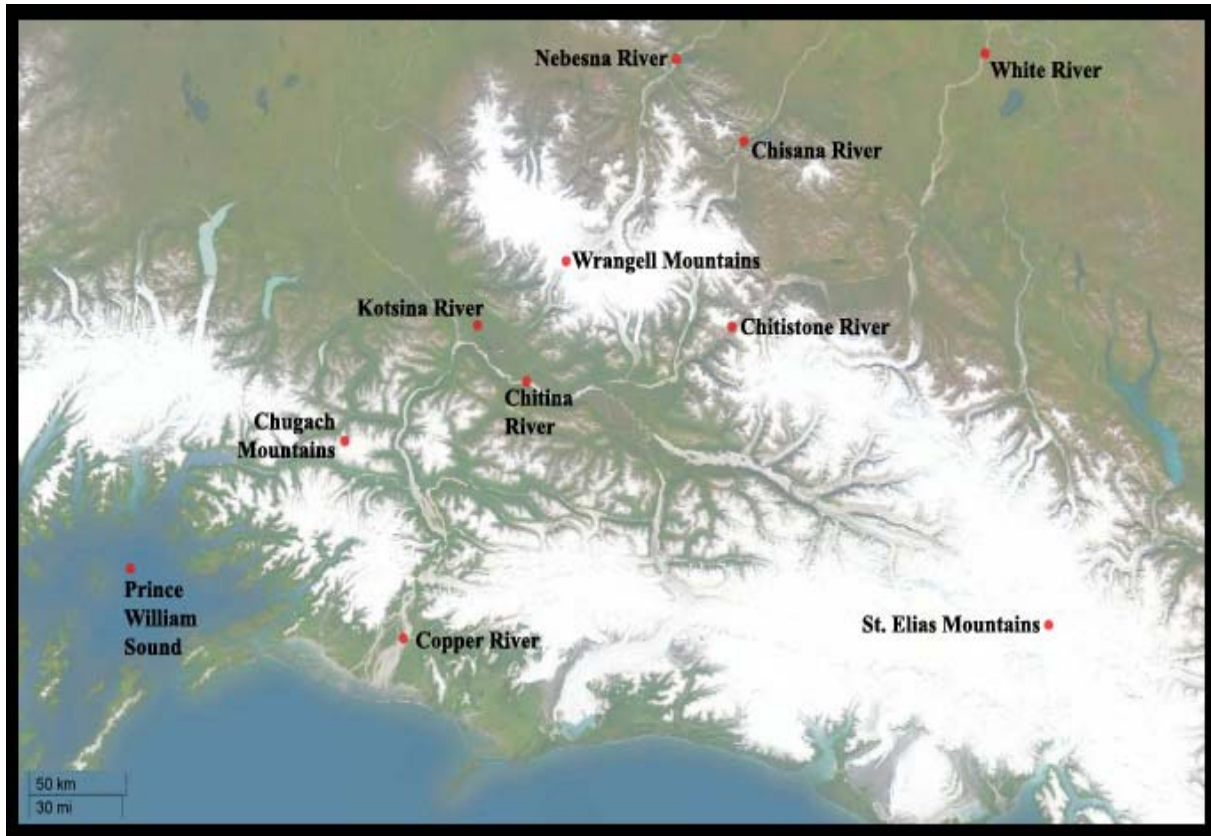 Nebesna River
White River
Chisana River
Wrangell Mountains
Kotsina River
Chitistone River
Chitina
River
Chugach
Mountains
Prince
William
Sound
Copper River
St. Elias Mountains
50 km
30 mi